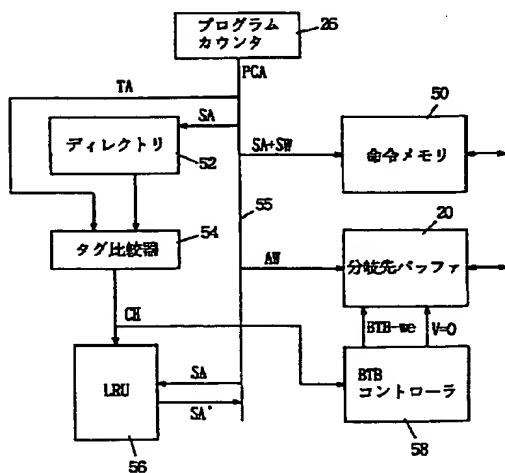 プログラム
カウンタ
26
PCA
TA
SA
ディレクトリ
52
SA+SW
50
命令メモリ
55
54
タグ比較器
20
AW
分岐先バッファ
CH
BTB-we
V=0
LRU
SA
SA'
56
BTB
コントローラ
58